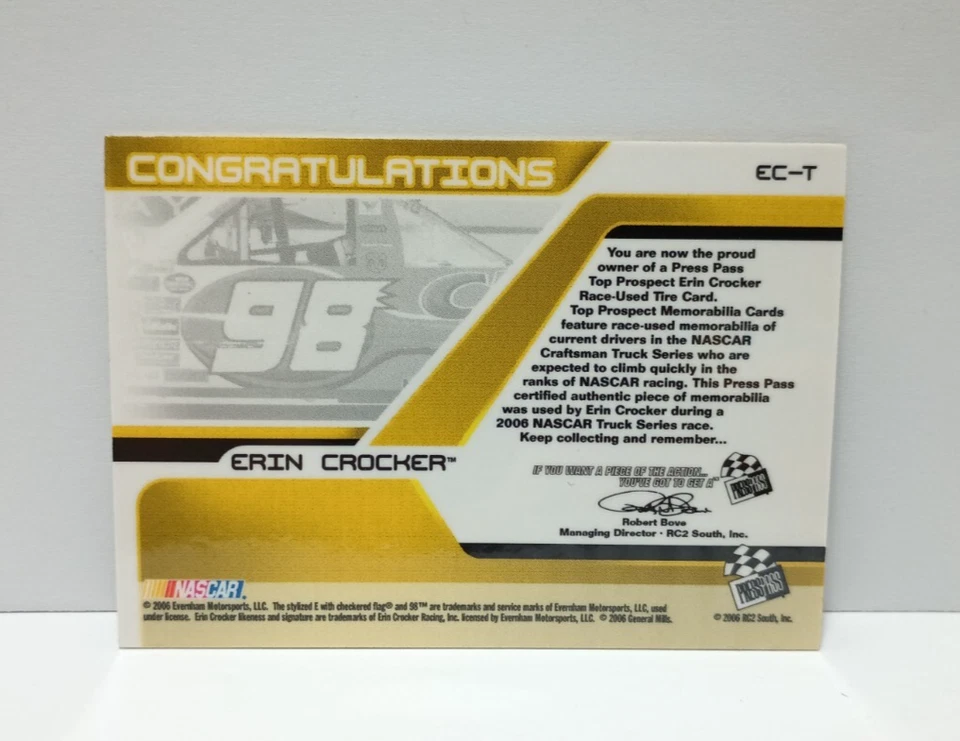 CONGRATULATIONS
EC-T
98
You are now the proud
owner of a Press Pass
Top Prospect Erin Crocker
Race-Used Tire Card.
Top Prospect Memorabilia Cards
feature race-used memorabilia of
current drivers in the NASCAR
Craftsman Truck Series who are
expected to climb quickly in the
ranks of NASCAR racing. This Press Pass
certified authentic piece of memorabilia
was used by Erin Crocker during a
2006 NASCAR Truck Series race.
Keep collecting and remember...
ERIN CROCKER™
IF YOU WANT A PIECE OF THE ACTION...
YOU'VE GOT TO GET A
PRESS PASS
Robert Bove
Managing Director • RC2 South, Inc.
PRESS PASS
NASCAR
© 2006 Evernham Motorsports, LLC. The stylized E with checkered flag® and 98™ are trademarks and service marks of Evernham Motorsports, LLC, used
under license. Erin Crocker likeness and signature are trademarks of Erin Crocker Racing, Inc. licensed by Evernham Motorsports, LLC. © 2006 General Mills.
© 2006 RC2 South, Inc.